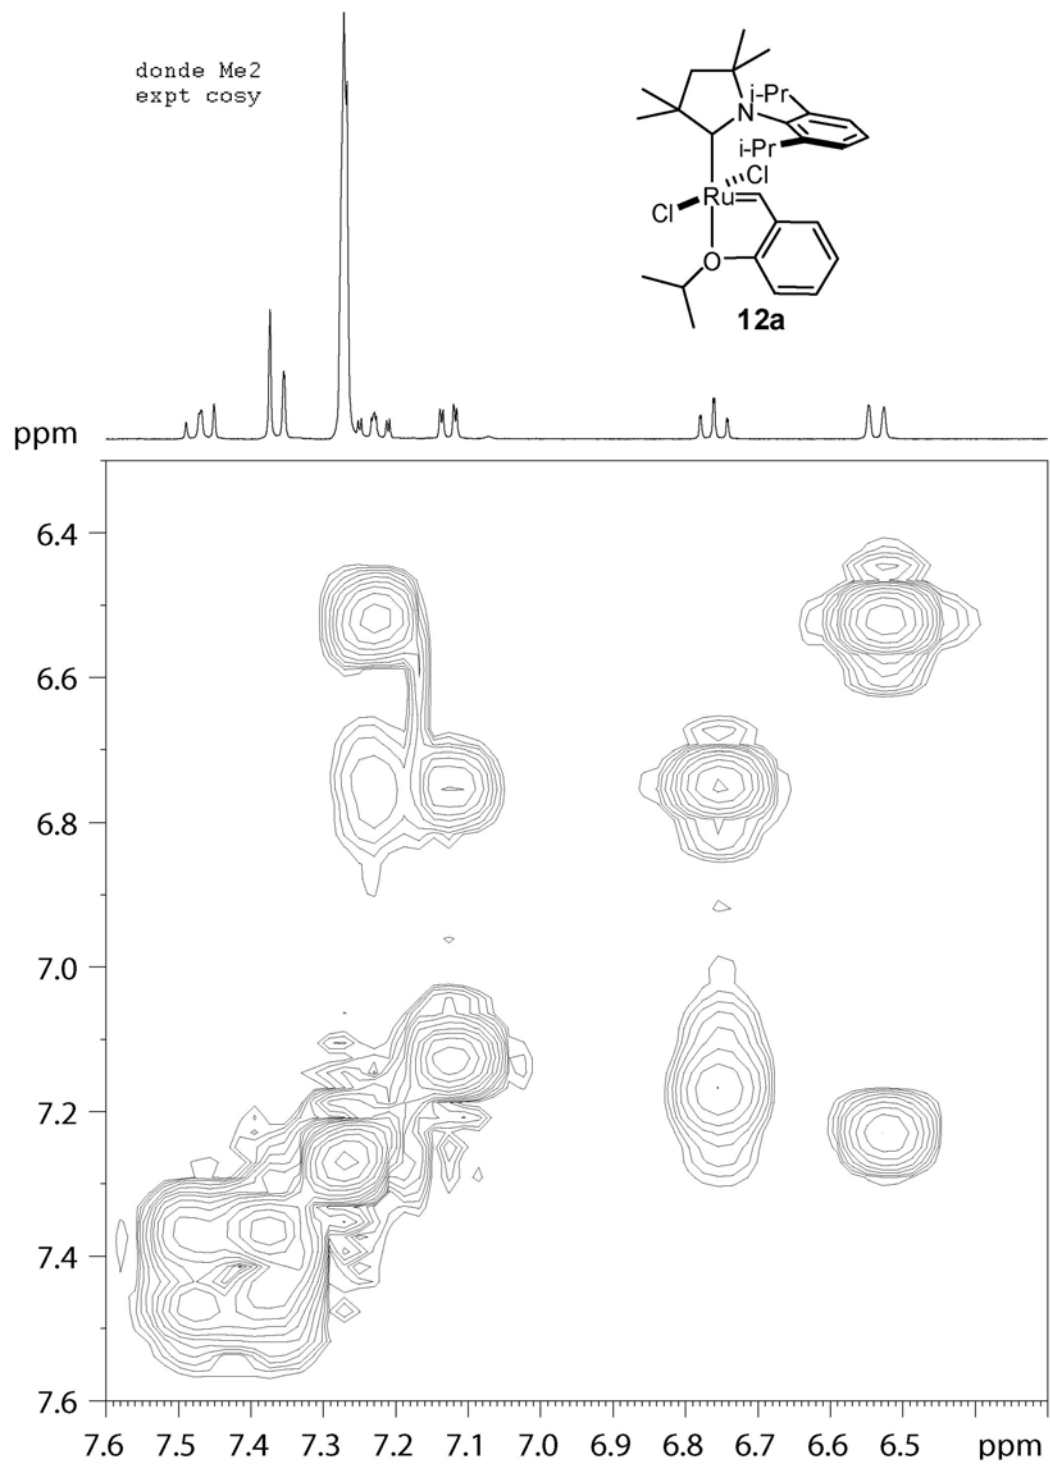 donde Me2
expt cosy
i-Pr
N
i-Pr
Cl
Ru
Cl
O
12a
ppm
6.4
6.6
6.8
7.0
7.2
7.4
7.6
7.6 7.5 7.4 7.3 7.2 7.1 7.0 6.9 6.8 6.7 6.6 6.5 ppm